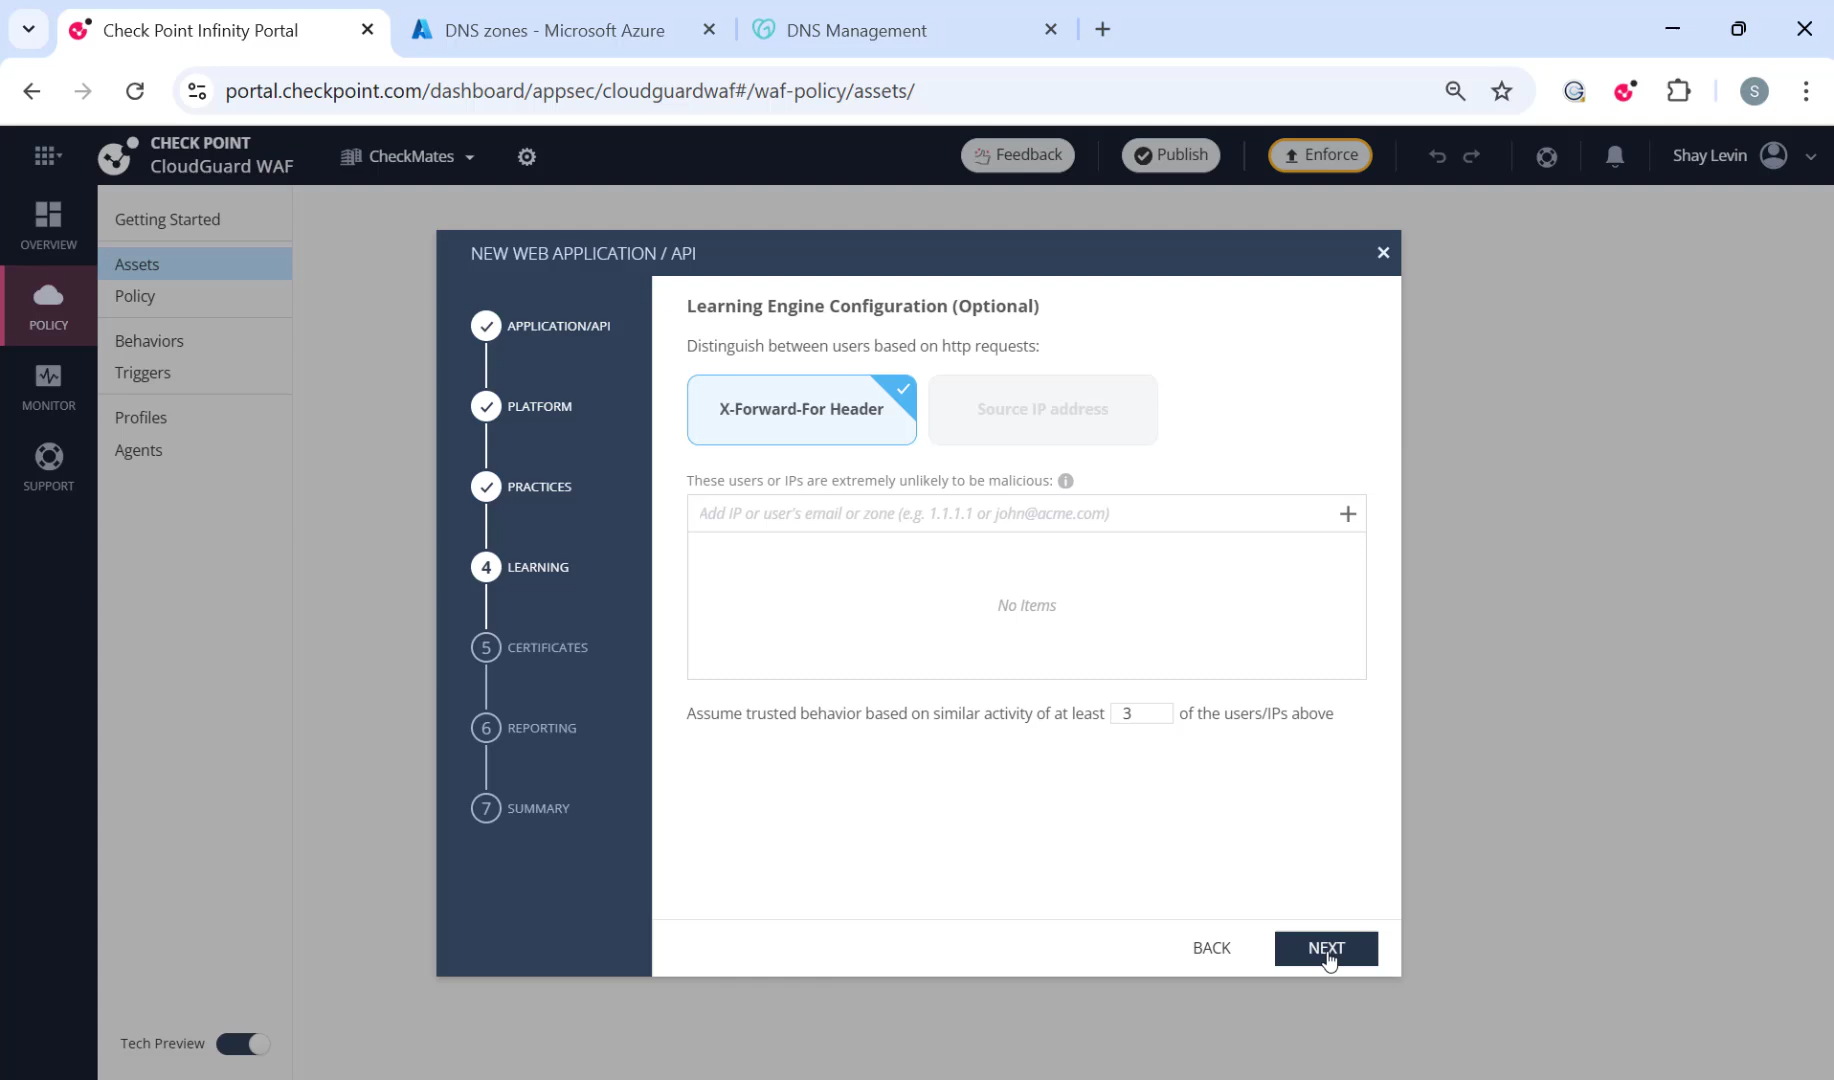 Check Point Infinity Portal
DNS zones - Microsoft Azure
DNS Management
portal.checkpoint.com/dashboard/appsec/cloudguardwaf#/waf-policy/assets/
S
CHECK POINT
CloudGuard WAF
CheckMates
Feedback
Publish
Enforce
Shay Levin
OVERVIEW
POLICY
MONITOR
SUPPORT
Getting Started
Assets
Policy
Behaviors
Triggers
Profiles
Agents
Tech Preview
NEW WEB APPLICATION / API
APPLICATION/API
PLATFORM
PRACTICES
4 LEARNING
5 CERTIFICATES
6 REPORTING
7 SUMMARY
Learning Engine Configuration (Optional)
Distinguish between users based on http requests:
X-Forward-For Header
Source IP address
These users or IPs are extremely unlikely to be malicious:
Add IP or user's email or zone (e.g. 1.1.1.1 or john@acme.com)
No Items
Assume trusted behavior based on similar activity of at least 3 of the users/IPs above
BACK
NEXT